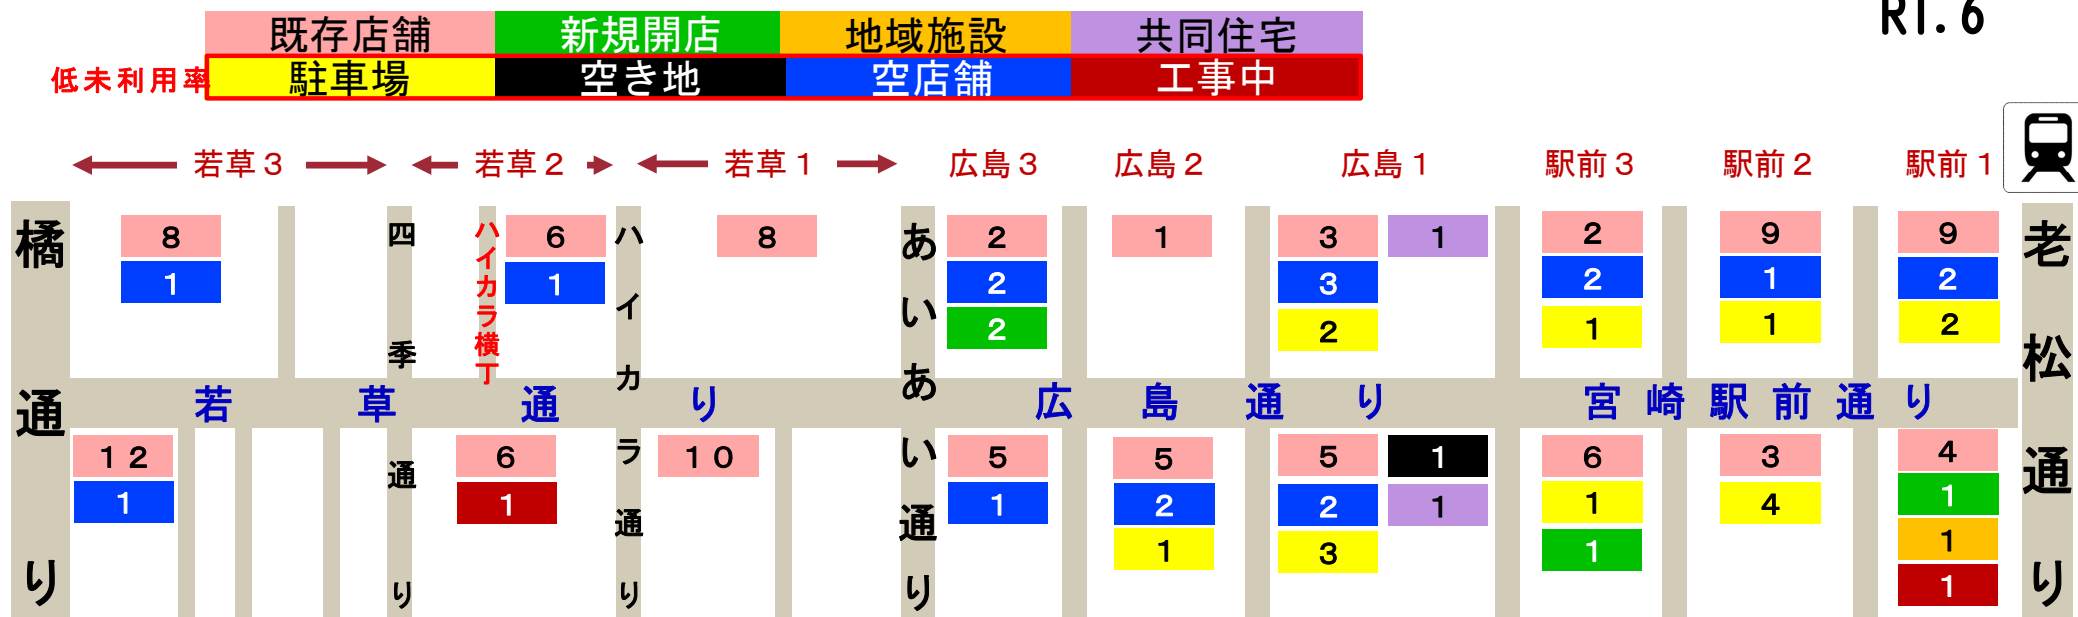 R1.6
既存店舗 新規開店 地域施設 共同住宅
低未利用率 駐車場 空き地 空店舗 工事中
若草3 若草2 若草1 広島3 広島2 広島1 駅前3 駅前2 駅前1
橘通り
四季通り
ハイカラ横丁
ハイカラ通り
あいあい通り
老松通り
8 6 8 2 1 3 1 2 9 9
1 1 2 3 2 1 2
2 2 1 1 2
若草通り 広島通り 宮崎駅前通り
12 6 10 5 5 5 1 6 3 4
1 1 1 2 2 1 1 4 1
1 3 1 1
1